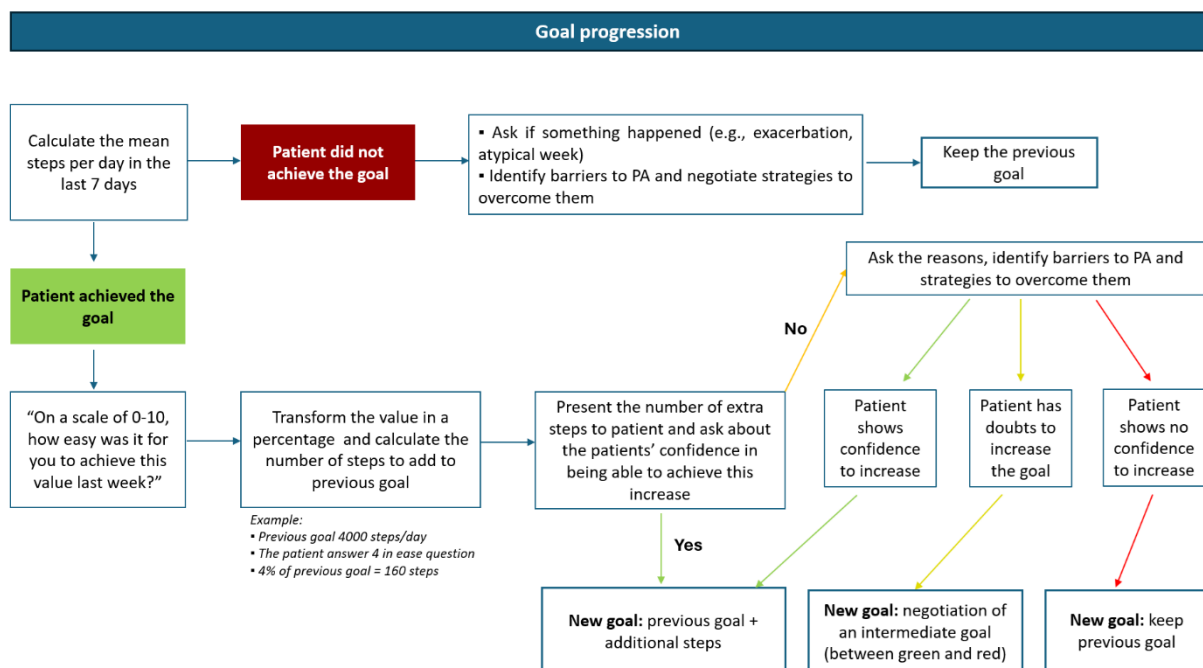 Goal progression
Calculate the mean
steps per day in the
last 7 days
Patient did not
achieve the goal
▪ Ask if something happened (e.g., exacerbation,
atypical week)
▪ Identify barriers to PA and negotiate strategies to
overcome them
Keep the previous
goal
Patient achieved the
goal
Ask the reasons, identify barriers to PA and
strategies to overcome them
No
“On a scale of 0-10,
how easy was it for
you to achieve this
value last week?”
Transform the value in a
percentage and calculate the
number of steps to add to
previous goal
Example:
▪ Previous goal 4000 steps/day
▪ The patient answer 4 in ease question
▪ 4% of previous goal = 160 steps
Present the number of extra
steps to patient and ask about
the patients’ confidence in
being able to achieve this
increase
Yes
Patient
shows
confidence
to increase
Patient has
doubts to
increase
the goal
Patient
shows no
confidence
to increase
New goal: previous goal +
additional steps
New goal: negotiation of
an intermediate goal
(between green and red)
New goal: keep
previous goal